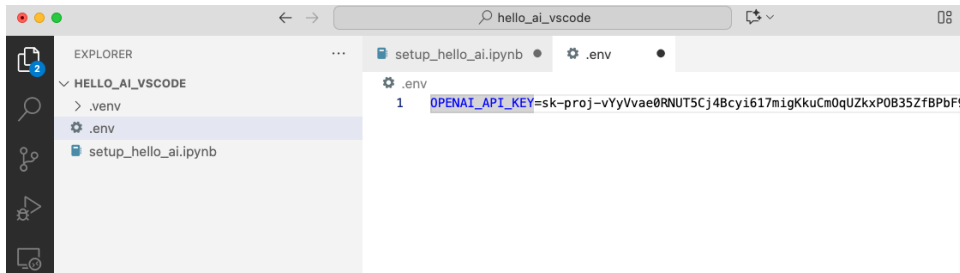 hello_ai_vscode
EXPLORER
setup_hello_ai.ipynb
.env
HELLO_AI_VSCODE
.venv
.env
setup_hello_ai.ipynb
.env
1 OPENAI_API_KEY=sk-proj-vYyVvae0RNUT5Cj4Bcyi617migKkuCmOqUZkxPOB35ZfBPbF
2